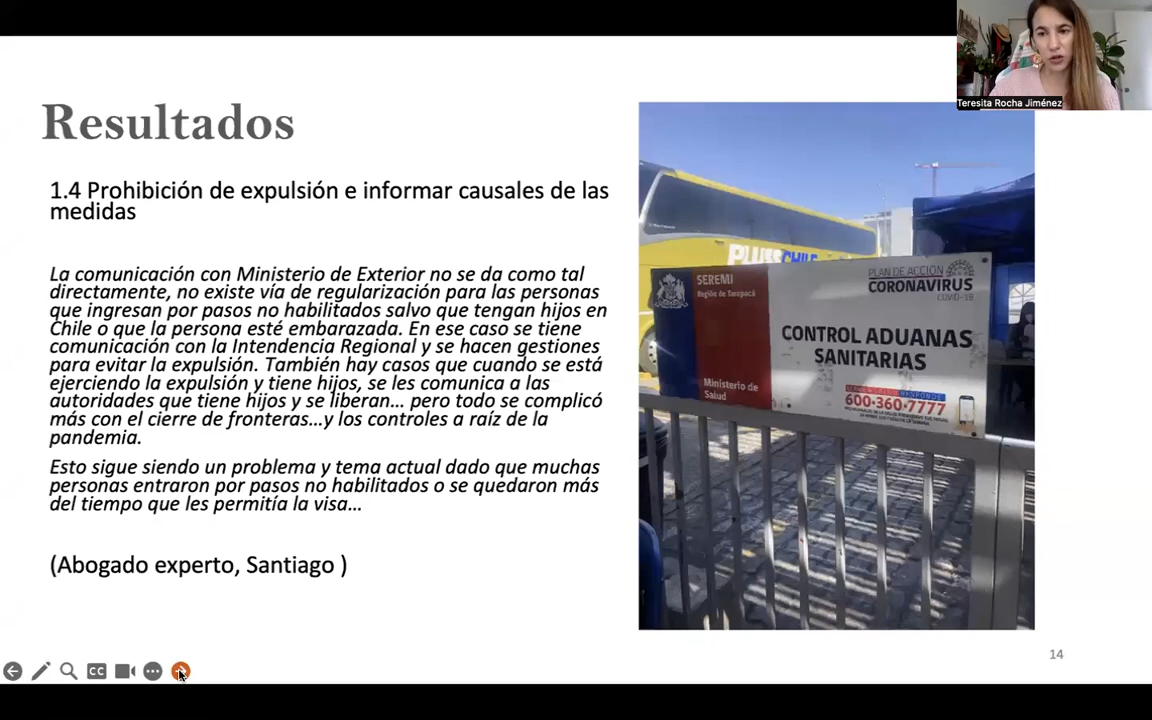 Teresita Rocha Jiménez
Resultados
1.4 Prohibición de expulsión e informar causales de las
medidas
La comunicación con Ministerio de Exterior no se da como tal
directamente, no existe vía de regularización para las personas
que ingresan por pasos no habilitados salvo que tengan hijos en
Chile o que la persona esté embarazada. En ese caso se tiene
comunicación con la Intendencia Regional y se hacen gestiones
para evitar la expulsión. También hay casos que cuando se está
ejerciendo la expulsión y tiene hijos, se les comunica a las
autoridades que tiene hijos y se liberan... pero todo se complicó
más con el cierre de fronteras...y los controles a raíz de la
pandemia.
Esto sigue siendo un problema y tema actual dado que muchas
personas entraron por pasos no habilitados o se quedaron más
del tiempo que les permitía la visa...
(Abogado experto, Santiago )
PLUSS CHILE
SEREMI
Región de Tarapacá
Ministerio de
Salud
PLAN DE ACCIÓN
CORONAVIRUS
COVID-19
CONTROL ADUANAS
SANITARIAS
600·360·7777
14
CC